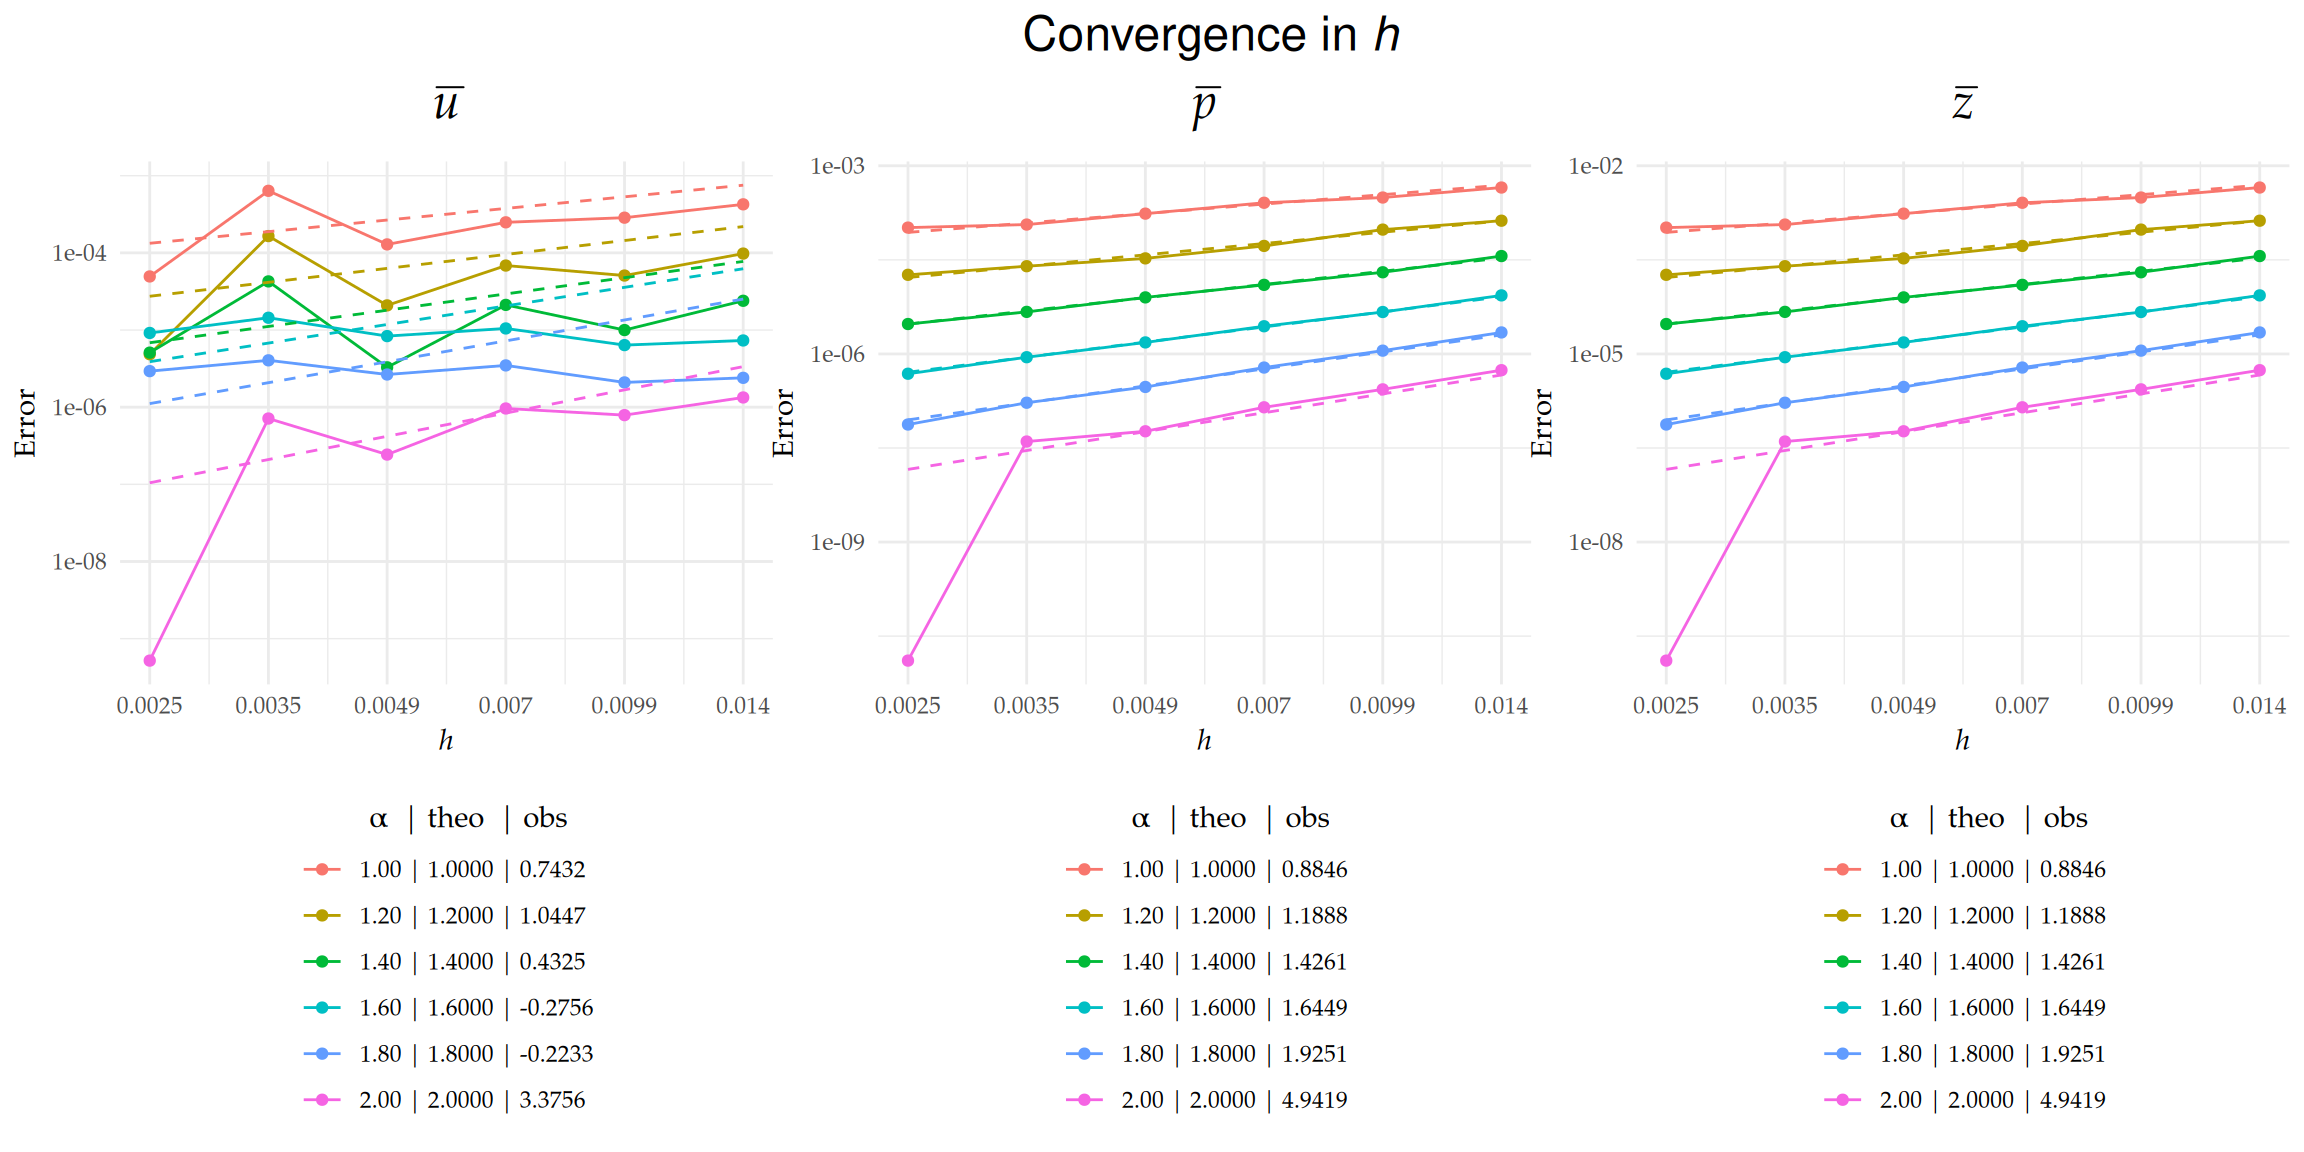 Convergence in h
u̅
p̅
z̅
1e-04
1e-06
1e-08
Error
0.0025 0.0035 0.0049 0.007 0.0099 0.014
h
1e-03
1e-06
1e-09
Error
0.0025 0.0035 0.0049 0.007 0.0099 0.014
h
1e-02
1e-05
1e-08
Error
0.0025 0.0035 0.0049 0.007 0.0099 0.014
h
α | theo | obs
1.00 | 1.0000 | 0.7432
1.20 | 1.2000 | 1.0447
1.40 | 1.4000 | 0.4325
1.60 | 1.6000 | -0.2756
1.80 | 1.8000 | -0.2233
2.00 | 2.0000 | 3.3756
α | theo | obs
1.00 | 1.0000 | 0.8846
1.20 | 1.2000 | 1.1888
1.40 | 1.4000 | 1.4261
1.60 | 1.6000 | 1.6449
1.80 | 1.8000 | 1.9251
2.00 | 2.0000 | 4.9419
α | theo | obs
1.00 | 1.0000 | 0.8846
1.20 | 1.2000 | 1.1888
1.40 | 1.4000 | 1.4261
1.60 | 1.6000 | 1.6449
1.80 | 1.8000 | 1.9251
2.00 | 2.0000 | 4.9419